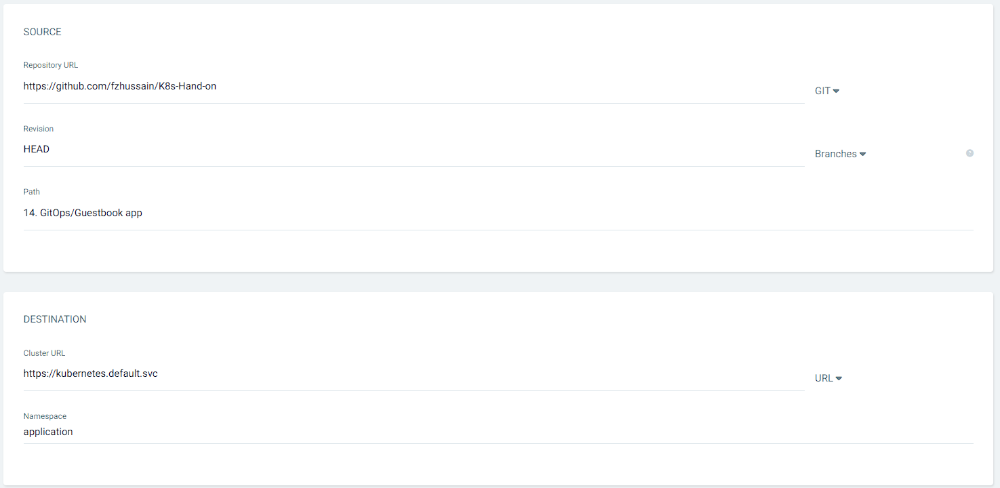 SOURCE
Repository URL
https://github.com/fzhussain/K8s-Hand-on
GIT
Revision
HEAD
Branches
?
Path
14. GitOps/Guestbook app
DESTINATION
Cluster URL
https://kubernetes.default.svc
URL
Namespace
application